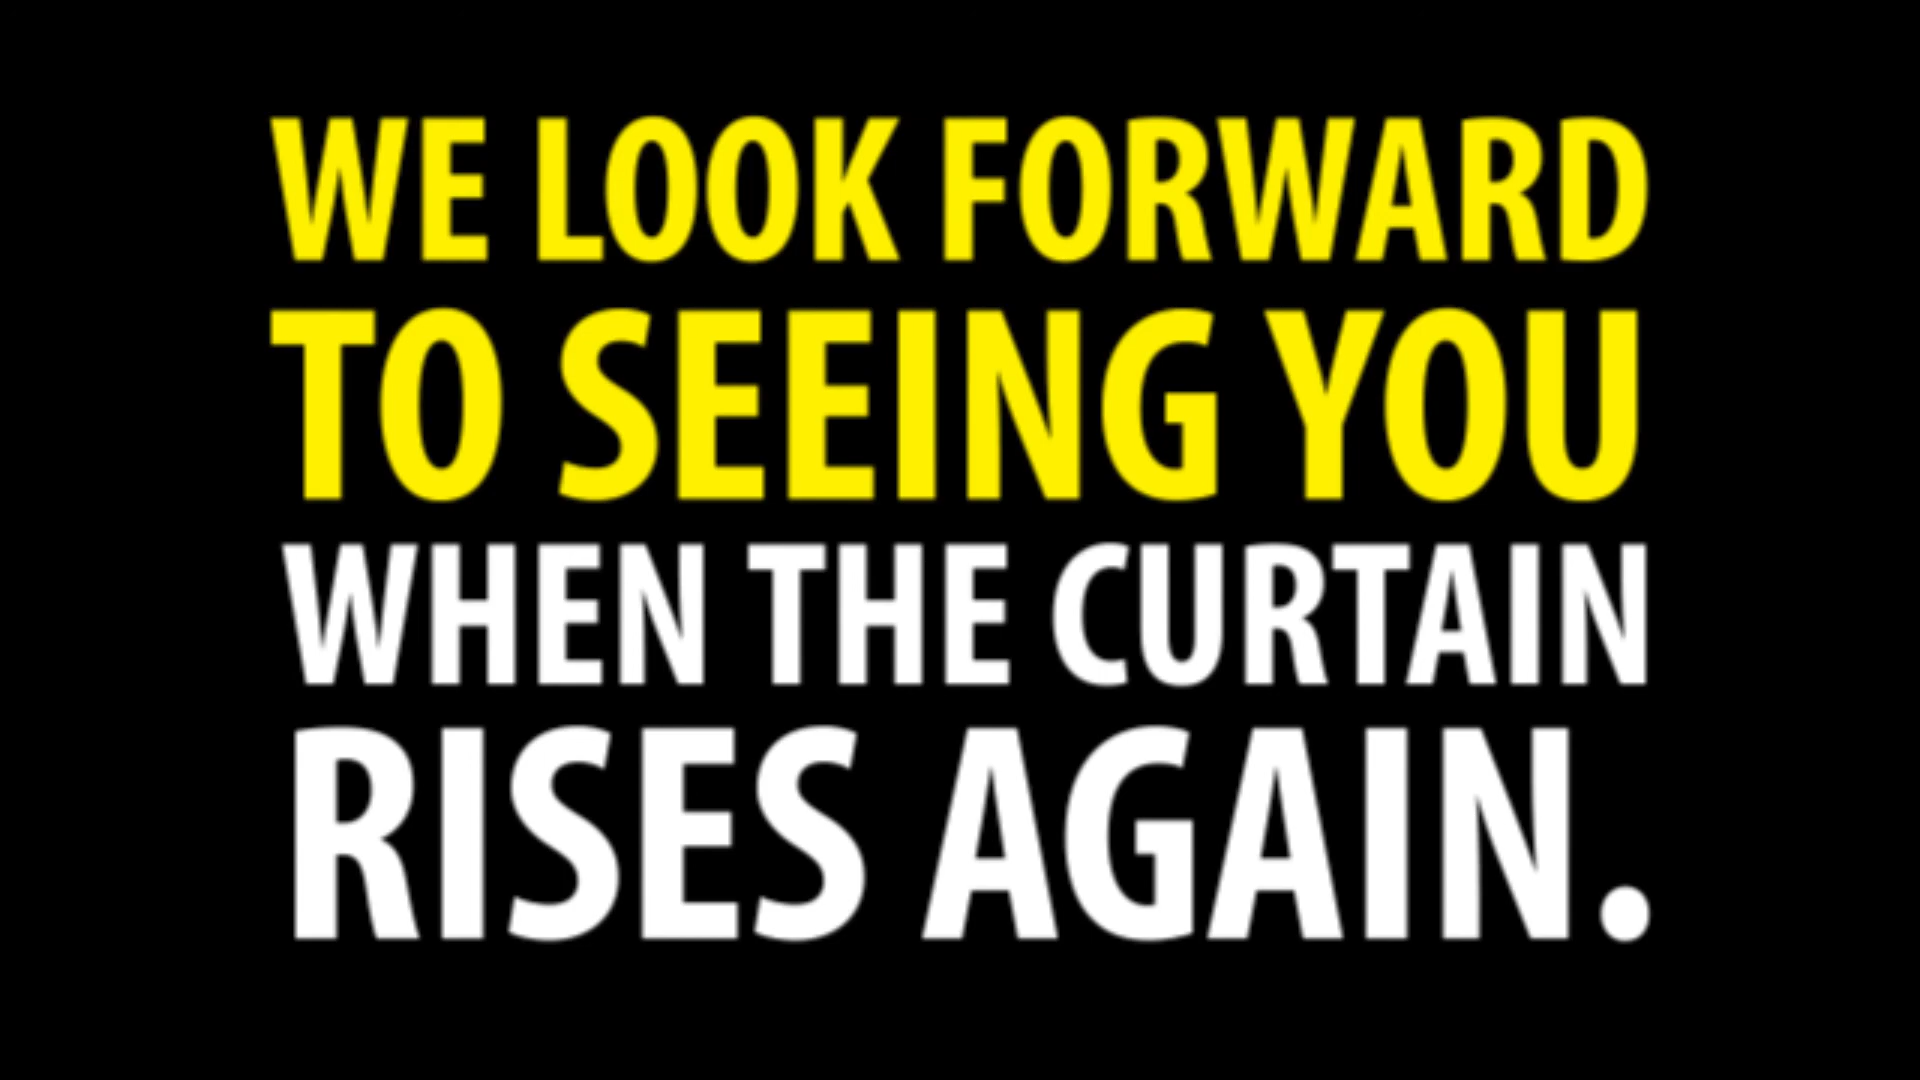 WE LOOK FORWARD
TO SEEING YOU
WHEN THE CURTAIN
RISES AGAIN.